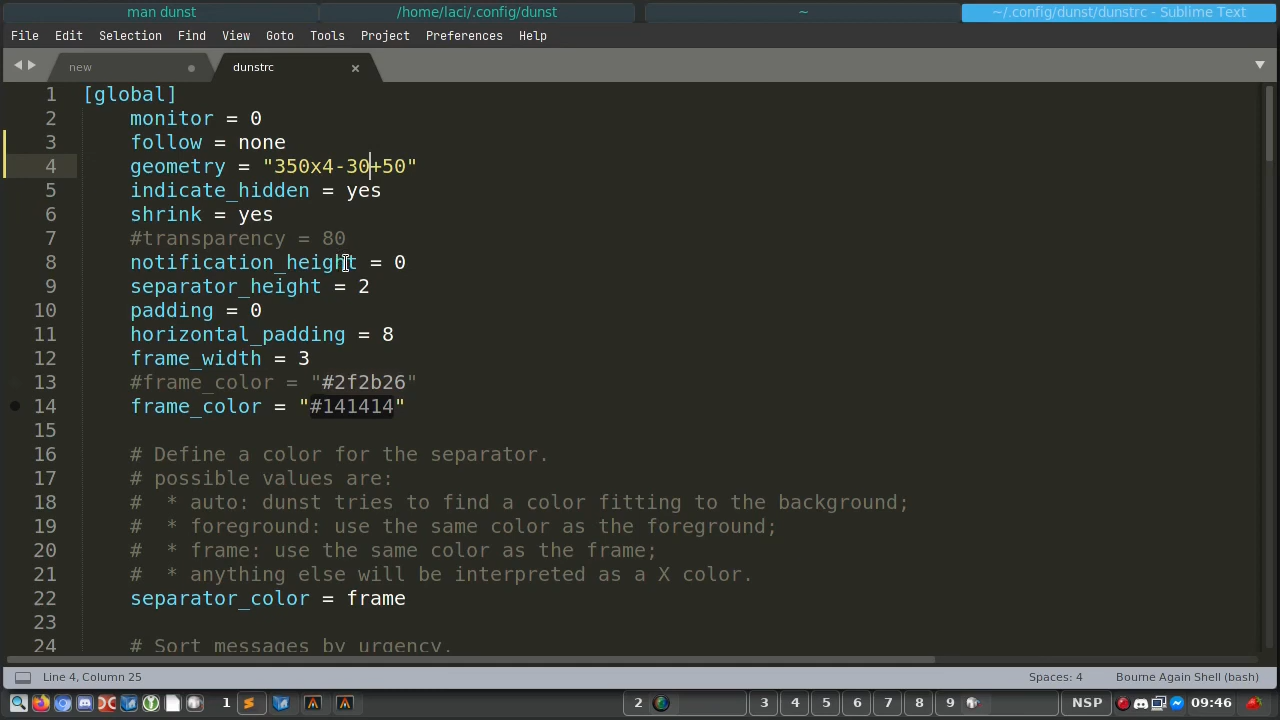 man dunst
/home/laci/.config/dunst
~
~/.config/dunst/dunstrc - Sublime Text
File Edit Selection Find View Goto Tools Project Preferences Help
new
dunstrc
1 [global]
2 monitor = 0
3 follow = none
4 geometry = "350x4-30+50"
5 indicate_hidden = yes
6 shrink = yes
7 #transparency = 80
8 notification_height = 0
9 separator_height = 2
10 padding = 0
11 horizontal_padding = 8
12 frame_width = 3
13 #frame_color = "#2f2b26"
14 frame_color = "#141414"
15
16 # Define a color for the separator.
17 # possible values are:
18 #  * auto: dunst tries to find a color fitting to the background;
19 #  * foreground: use the same color as the foreground;
20 #  * frame: use the same color as the frame;
21 #  * anything else will be interpreted as a X color.
22 separator_color = frame
23
24 # Sort messages by urgency.
Line 4, Column 25
Spaces: 4
Bourne Again Shell (bash)
1 2 3 4 5 6 7 8 9 NSP 09:46